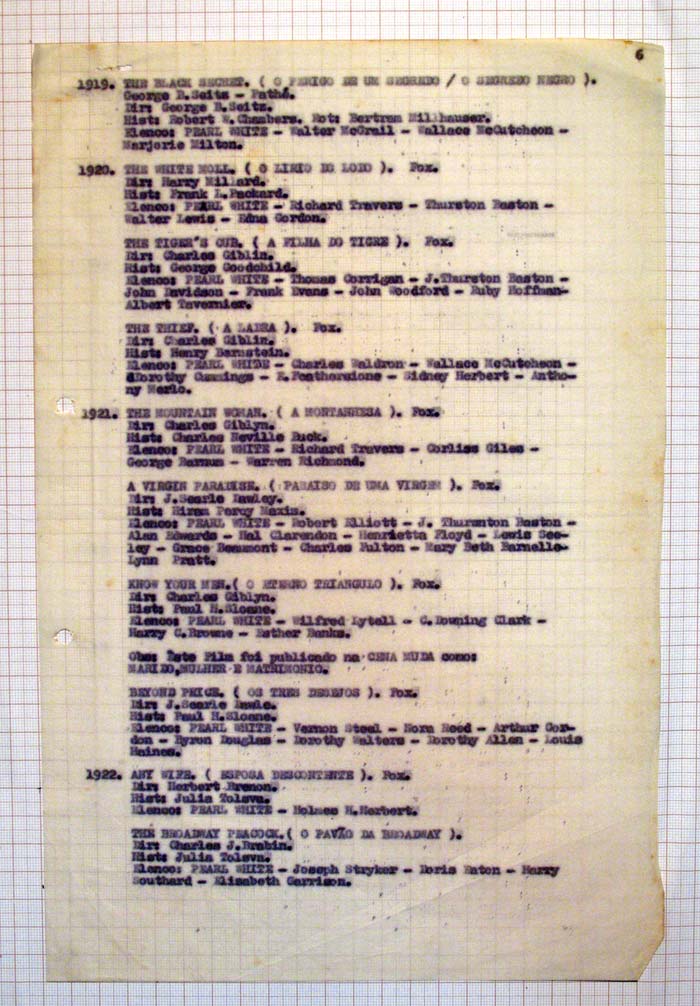 6
1919. THE BLACK SECRET. ( O PERIGO DE UM SEGREDO / O SEGREDO NEGRO ).
George B.Seitz - Pathé.
Dir: George B.Seitz.
Hist: Robert W.Chambers. Rot: Bertram Millhauser.
Elenco: PEARL WHITE - Walter McGrail - Wallace McCutcheon -
Marjorie Milton.
1920. THE WHITE MOLL. ( O LIRIO DO LODO ). Fox.
Dir: Harry Millard.
Hist: Frank L.Packard.
Elenco: PEARL WHITE - Richard Travers - Thurston Baston -
Walter Lewis - Edna Gordon.
THE TIGER'S CUB. ( A FILHA DO TIGRE ). Fox.
Dir: Charles Giblin.
Hist: George Goodchild.
Elenco: PEARL WHITE - Thomas Corrigan - J.Thurston Baston -
John Davidson - Frank Evans - John Woodford - Ruby Hoffman-
Albert Tavernier.
THE THIEF. ( A LADRA ). Fox.
Dir: Charles Giblin.
Hist: Henry Bernstein.
Elenco: PEARL WHITE - Charles Waldron - Wallace McCutcheon -
Dorothy Cummings - Sidney Herbert - Antho-
ny Merlo.
1921. THE MOUNTAIN WOMAN. ( A MONTANHESA ). Fox.
Dir: Charles Giblyn.
Hist: Charles Neville Buck.
Elenco: PEARL WHITE - Richard Travers - Corliss Giles -
George Barnum - Warren Richmond.
A VIRGIN PARADISE. ( PARAISO DE UMA VIRGEM ). Fox.
Dir: J.Searle Dawley.
Hist: Hiram Percy Maxim.
Elenco: PEARL WHITE - Robert Elliott - J. Thurnton Baston -
Alan Edwards - Hal Clarendon - Henrietta Floyd - Lewis See-
ley - Grace Beaumont - Charles Fulton - Mary Beth Barnelle-
Lynn Pratt.
KNOW YOUR MEN.( O ETERNO TRIANGULO ). Fox.
Dir: Charles Giblyn.
Hist: Paul H.Sloane.
Elenco: PEARL WHITE - Wilfred Lytell - C.Downing Clark -
Harry C.Browne - Esther Banks.
Obs: Este Film foi publicado na CENA MUDA como:
MARIDO,MULHER E MATRIMONIO.
BEYOND PRICE. ( OS TRES DESEJOS ). Fox.
Dir: J.Searle Dawle.
Hist: Paul H.Sloane.
Elenco: PEARL WHITE - Vernon Steel - Nora Reed - Arthur Gor-
don - Byron Douglas - Dorothy Walters - Dorothy Allen - Louis
Haines.
1922. ANY WIFE. ( ESPOSA DESCONTENTE ). Fox.
Dir: Herbert Brenon.
Hist: Julia Tolsva.
Elenco: PEARL WHITE - Holmes H.Herbert.
THE BROADWAY PEACOCK.( O PAVÃO DA BROADWAY ).
Dir: Charles J.Brabin.
Hist: Julia Tolsva.
Elenco: PEARL WHITE - Joseph Stryker - Doris Eaton - Harry
Southard - Elizabeth Garrison.